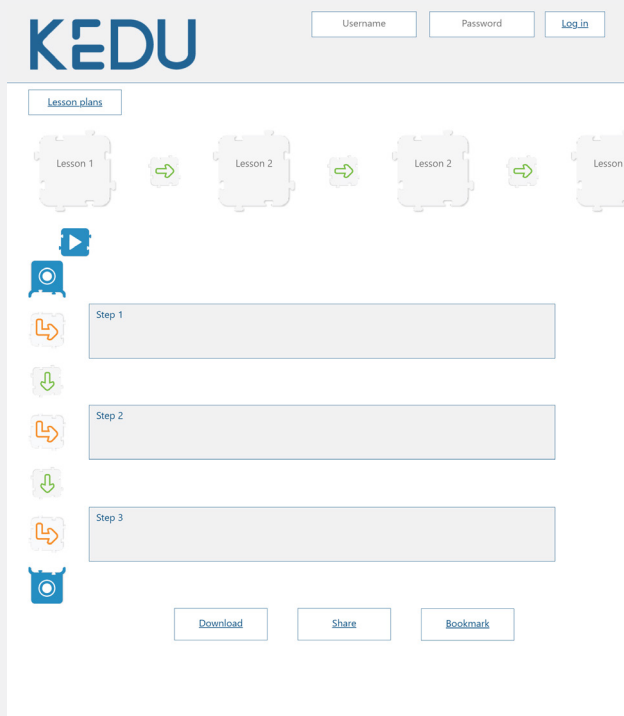 KEDU
Username Password Log in
Lesson plans
Lesson 1 Lesson 2 Lesson 2 Lesson
Step 1
Step 2
Step 3
Download Share Bookmark